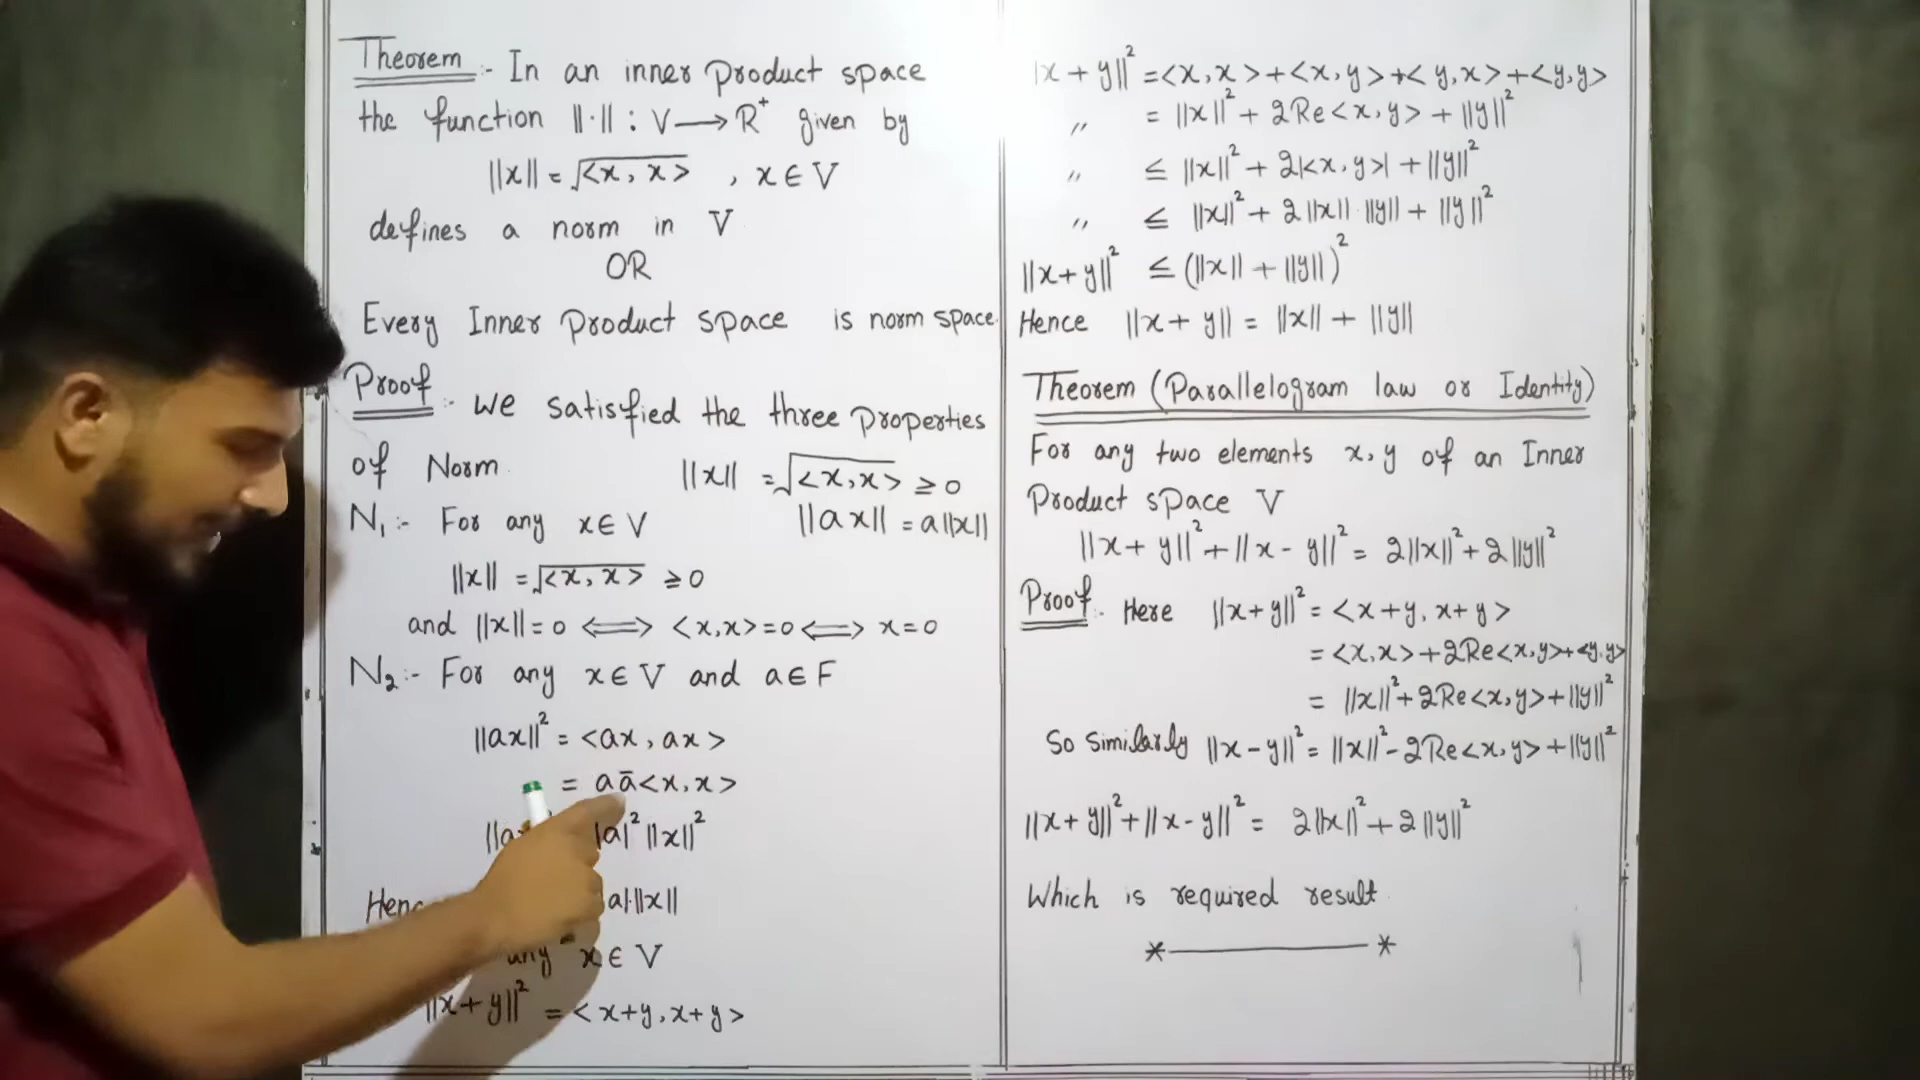 Theorem :- In an inner product space
the function ||·|| : V ⟶ R⁺ given by
||x|| = √<x, x> , x ∈ V
defines a norm in V
OR
Every Inner product space is norm space
Proof :- We satisfied the three properties
of Norm. ||x|| = √<x, x> ≥ 0
N₁:- For any x ∈ V ||ax|| = a||x||
||x|| = √<x, x> ≥ 0
and ||x|| = 0 ⟺ <x,x> = 0 ⟺ x = 0
N₂:- For any x ∈ V and a ∈ F
||ax||² = <ax, ax>
= aā<x, x>
||a |a|² ||x||²
Henc a|·||x||
any x ∈ V
||x+y||² = <x+y, x+y>
|x + y||² = <x, x> + <x, y> + <y, x> + <y, y>
〃 = ||x||² + 2Re<x, y> + ||y||²
〃 ≤ ||x||² + 2|<x, y>| + ||y||²
〃 ≤ ||x||² + 2||x||·||y|| + ||y||²
||x+y||² ≤ (||x|| + ||y||)²
Hence ||x + y|| = ||x|| + ||y||
Theorem (Parallelogram law or Identity)
For any two elements x, y of an Inner
Product space V
||x + y||² + ||x - y||² = 2||x||² + 2||y||²
Proof :- Here ||x+y||² = <x+y, x+y>
= <x, x> + 2Re<x, y> + <y, y>
= ||x||² + 2Re<x, y> + ||y||²
So Similarly ||x - y||² = ||x||² - 2Re<x, y> + ||y||²
||x + y||² + ||x - y||² = 2||x||² + 2||y||²
Which is required result
*————*